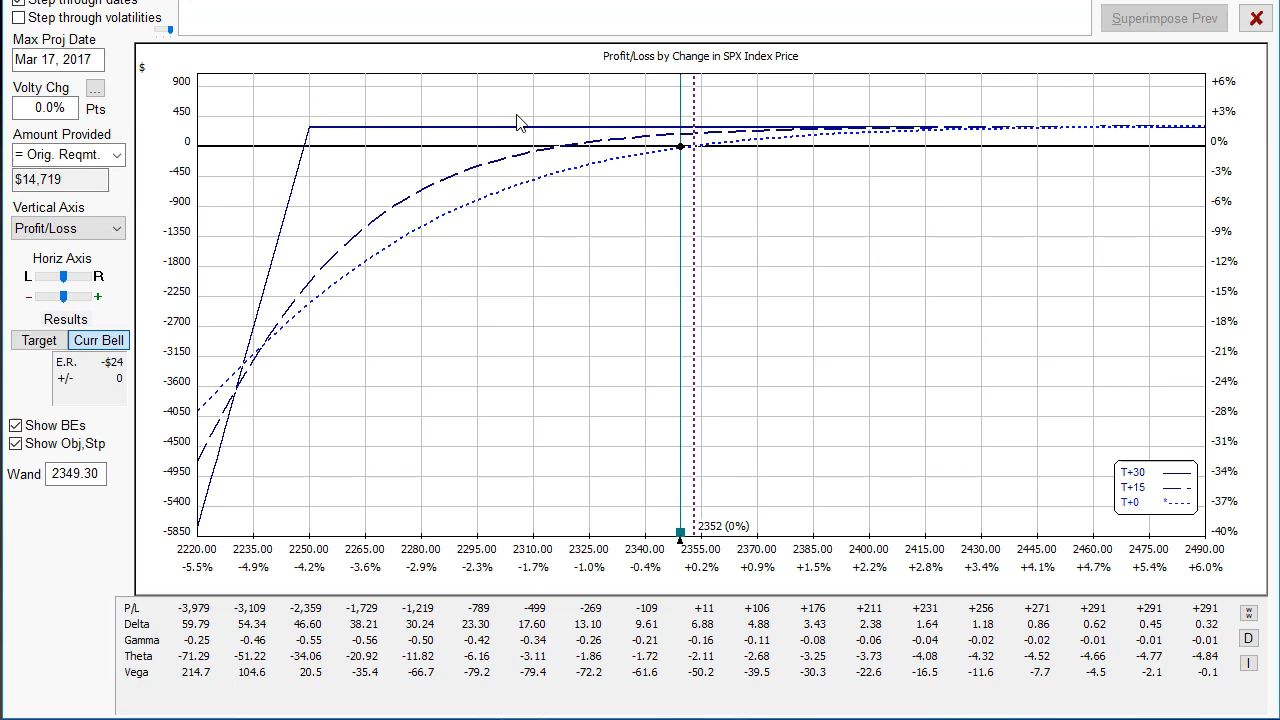 Step through dates
Step through volatilities
Superimpose Prev
Max Proj Date
Mar 17, 2017
Volty Chg ...
0.0% Pts
Amount Provided
= Orig. Reqmt.
$14,719
Vertical Axis
Profit/Loss
Horiz Axis
L R
- +
Results
Target Curr Bell
E.R. -$24
+/- 0
Show BEs
Show Obj,Stp
Wand 2349.30
Profit/Loss by Change in SPX Index Price
$
900 +6%
450 +3%
0 0%
-450 -3%
-900 -6%
-1350 -9%
-1800 -12%
-2250 -15%
-2700 -18%
-3150 -21%
-3600 -24%
-4050 -28%
-4500 -31%
-4950 -34%
-5400 -37%
-5850 -40%
T+30
T+15
T+0 *
2352 (0%)
2220.00 2235.00 2250.00 2265.00 2280.00 2295.00 2310.00 2325.00 2340.00 2355.00 2370.00 2385.00 2400.00 2415.00 2430.00 2445.00 2460.00 2475.00 2490.00
-5.5% -4.9% -4.2% -3.6% -2.9% -2.3% -1.7% -1.0% -0.4% +0.2% +0.9% +1.5% +2.2% +2.8% +3.4% +4.1% +4.7% +5.4% +6.0%
P/L -3,979 -3,109 -2,359 -1,729 -1,219 -789 -499 -269 -109 +11 +106 +176 +211 +231 +256 +271 +291 +291 +291
Delta 59.79 54.34 46.60 38.21 30.24 23.30 17.60 13.10 9.61 6.88 4.88 3.43 2.38 1.64 1.18 0.86 0.62 0.45 0.32
Gamma -0.25 -0.46 -0.55 -0.56 -0.50 -0.42 -0.34 -0.26 -0.21 -0.16 -0.11 -0.08 -0.06 -0.04 -0.02 -0.02 -0.01 -0.01 -0.01
Theta -71.29 -51.22 -34.06 -20.92 -11.82 -6.16 -3.11 -1.86 -1.72 -2.11 -2.68 -3.25 -3.73 -4.08 -4.32 -4.52 -4.66 -4.77 -4.84
Vega 214.7 104.6 20.5 -35.4 -66.7 -79.2 -79.4 -72.2 -61.6 -50.2 -39.5 -30.3 -22.6 -16.5 -11.6 -7.7 -4.5 -2.1 -0.1
W
W
D
I